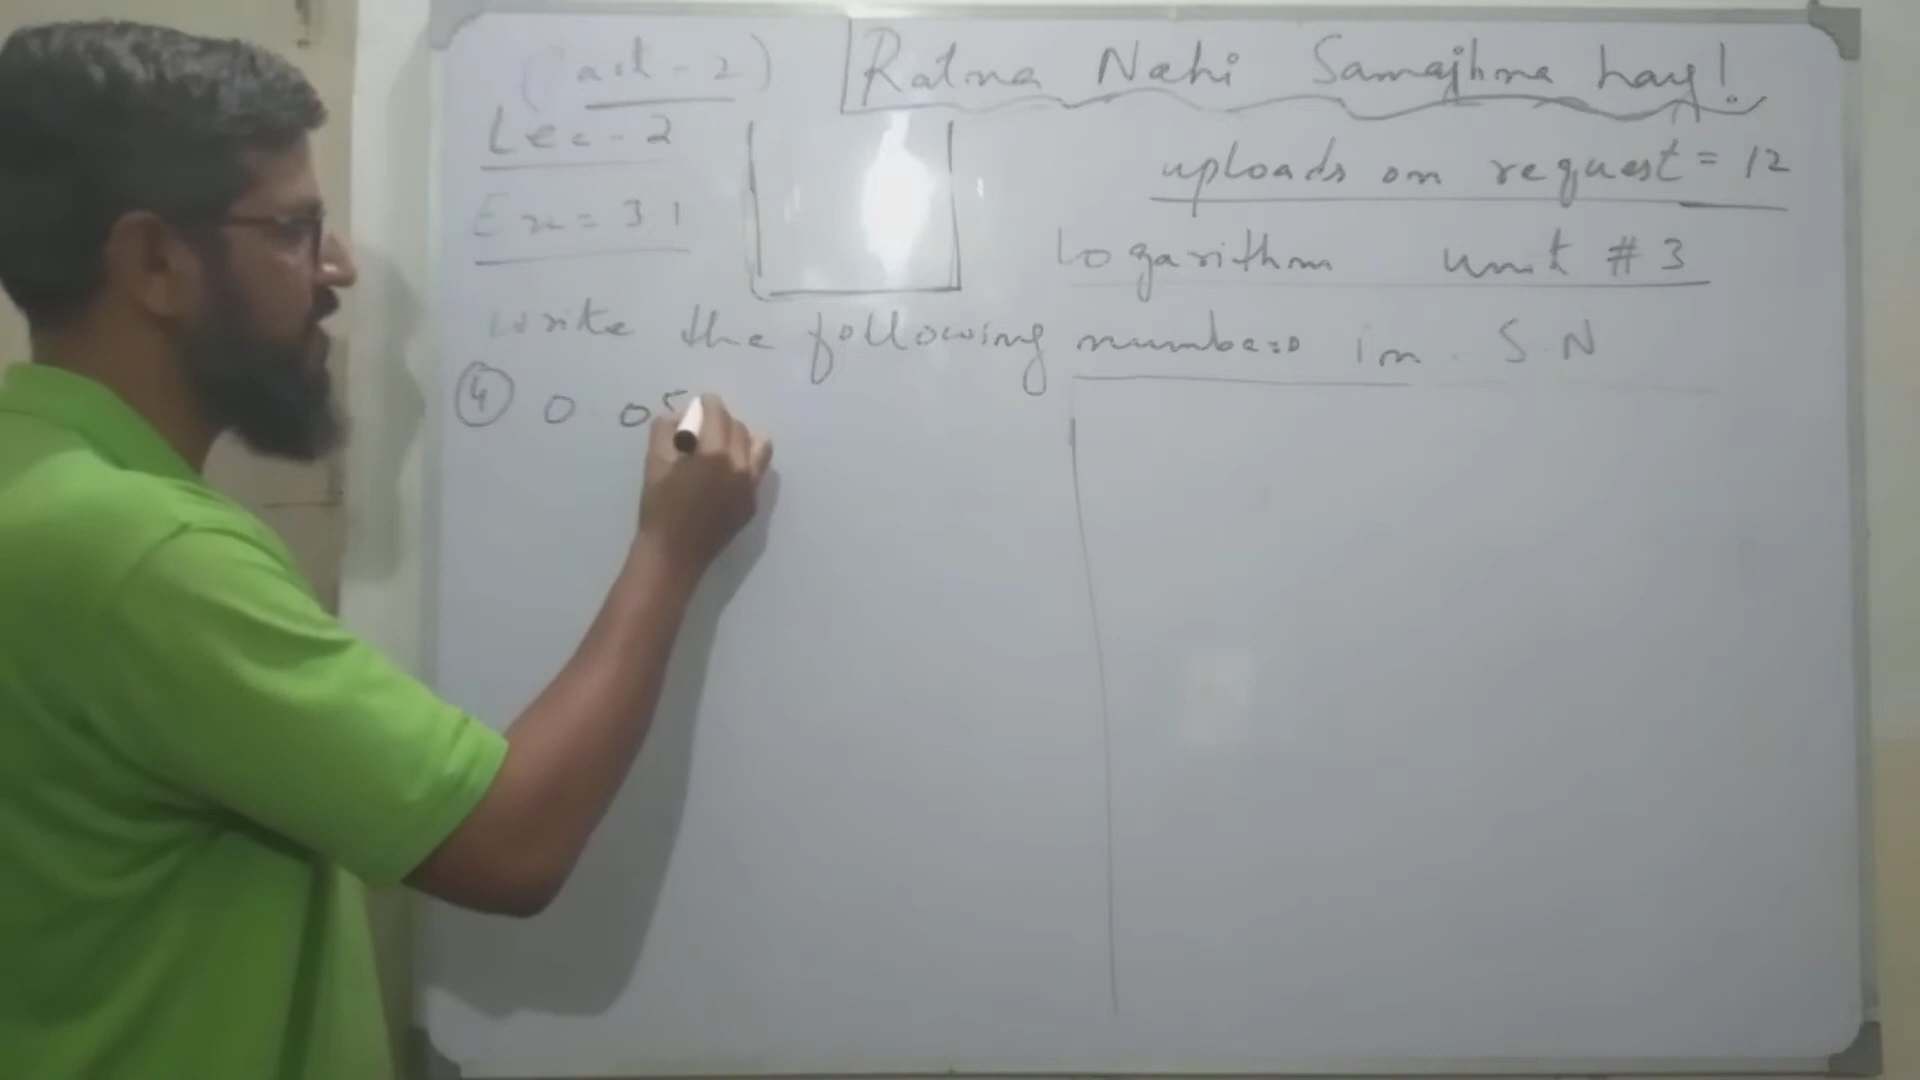 (Part - 2)
Ratna Nahi Samajhna hay!
Lec - 2
uploads on request = 12
Ex = 3 1
Logarithm unit # 3
write the following numbers in S.N
(4) 0 05